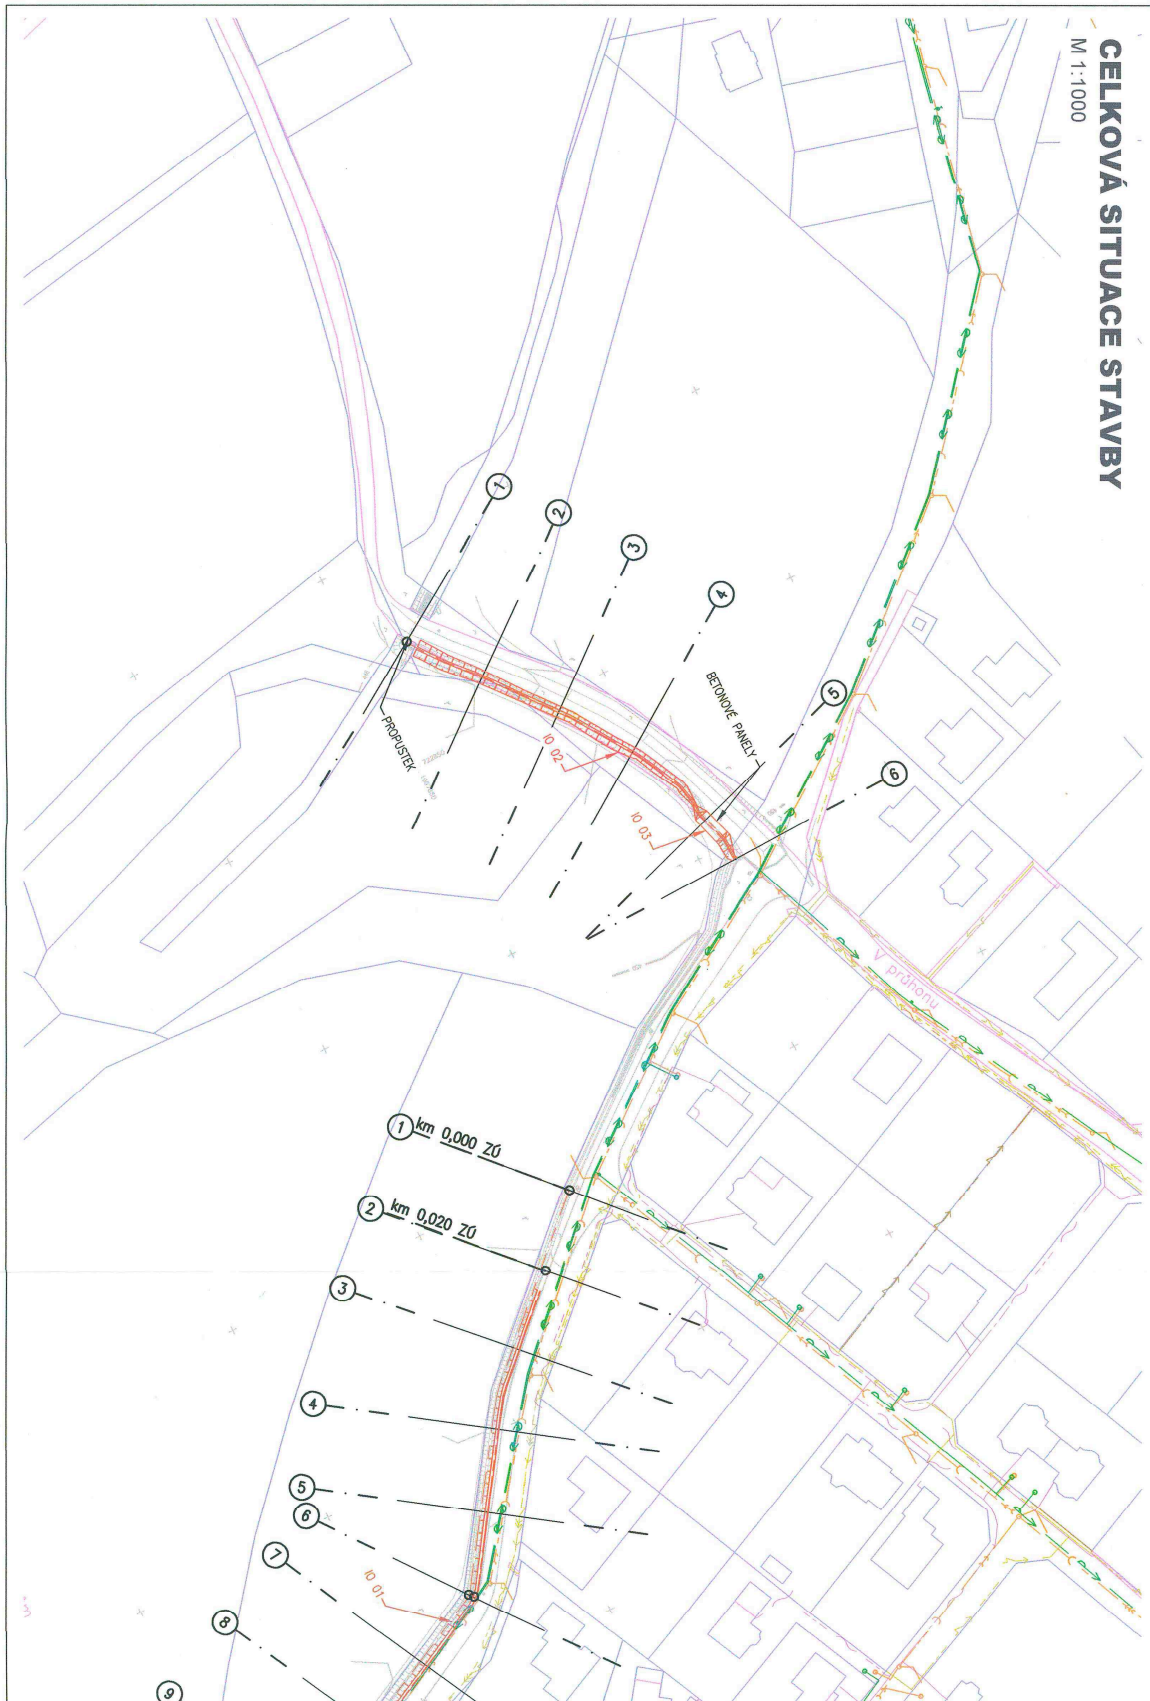 CELKOVÁ SITUACE STAVBY
M 1:1000
1
2
3
4
5
6
BETONOVÉ PANELY
PROPUSTEK
IO 02
IO 03
V průhonu
1 km 0,000 ZÚ
2 km 0,020 ZÚ
3
4
5
6
7
IO 01
8
9